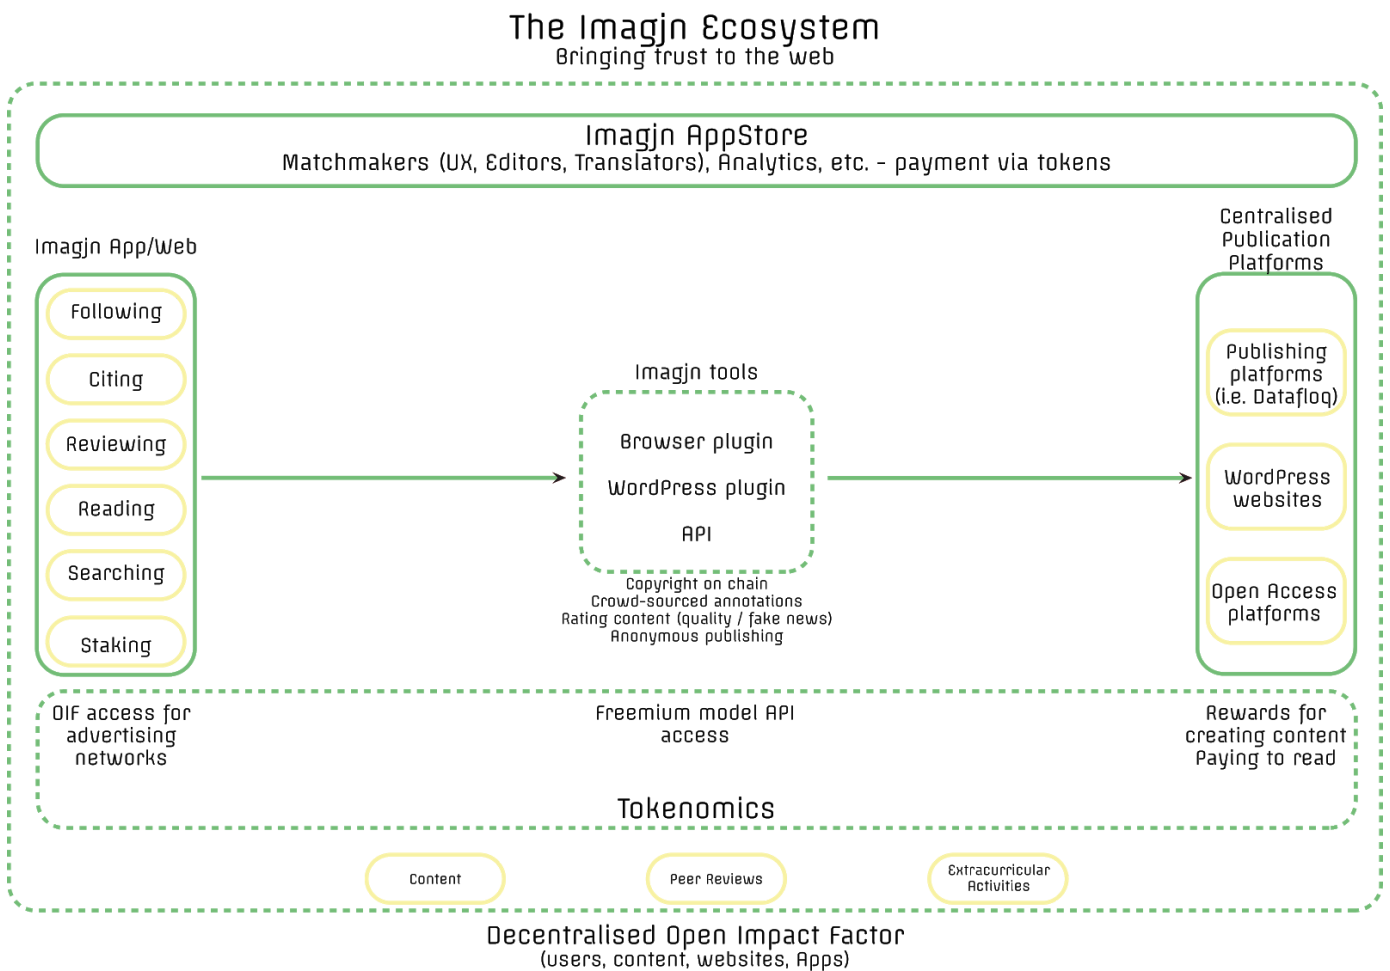 The Imagjn Ecosystem
Bringing trust to the web
Imagjn AppStore
Matchmakers (UX, Editors, Translators), Analytics, etc. - payment via tokens
Imagjn App/Web
Following
Citing
Reviewing
Reading
Searching
Staking
Imagjn tools
Browser plugin
WordPress plugin
API
Copyright on chain
Crowd-sourced annotations
Rating content (quality / fake news)
Anonymous publishing
Centralised
Publication
Platforms
Publishing
platforms
(i.e. Datafloq)
WordPress
websites
Open Access
platforms
OIF access for
advertising
networks
Freemium model API
access
Rewards for
creating content
Paying to read
Tokenomics
Content
Peer Reviews
Extracurricular
Activities
Decentralised Open Impact Factor
(users, content, websites, Apps)